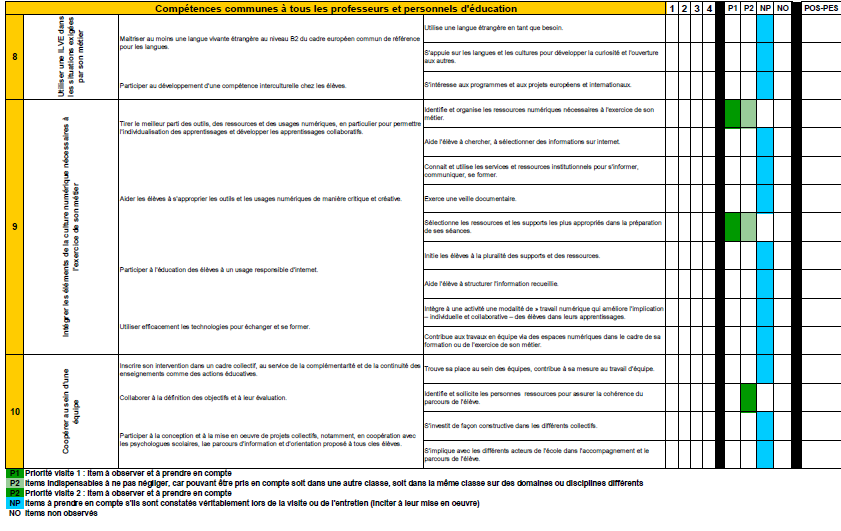 Compétences communes à tous les professeurs et personnels d'éducation 1 2 3 4 P1 P2 NP NO POS-PES
8
Utiliser une ILVE dans
les situations exigées
par son métier
Maitriser au moins une langue vivante étrangère au niveau B2 du cadre européen commun de référence
pour les langues.
Participer au développement d'une compétence interculturelle chez les élèves.
Utilise une langue étrangère en tant que besoin.
S'appuie sur les langues et les cultures pour développer la curiosité et l'ouverture
aux autres.
S'intéresse aux programmes et aux projets européens et internationaux.
9
Intégrer les éléments de la culture numérique nécessaires à
l'exercice de son métier
Tirer le meilleur parti des outils, des ressources et des usages numériques, en particulier pour permettre
l'individualisation des apprentissages et développer les apprentissages collaboratifs.
Aider les élèves à s'approprier les outils et les usages numériques de manière critique et créative.
Participer à l'éducation des élèves à un usage responsible d'internet.
Utiliser efficacement les technologies pour échanger et se former.
Identifie et organise les ressources numériques nécessaires à l'exercice de son
métier.
Aide l'élève à chercher, à sélectionner des informations sur internet.
Connaît et utilise les services et ressources institutionnels pour s'informer,
communiquer, se former.
Exerce une veille documentaire.
Sélectionne les ressources et les supports les plus appropriés dans la préparation
de ses séances.
Initie les élèves à la pluralité des supports et des ressources.
Aide l'élève à structurer l'information recueillie.
Intègre à une activité une modalité de » travail numérique qui améliore l'implication
– individuelle et collaborative – des élèves dans leurs apprentissages.
Contribue aux travaux en équipe via des espaces numériques dans le cadre de sa
formation ou de l'exercice de son métier.
10
Coopérer au sein d'une
équipe
Inscrire son intervention dans un cadre collectif, au service de la complémentarité et de la continuité des
enseignements comme des actions éducatives.
Collaborer à la définition des objectifs et à leur évaluation.
Participer à la conception et à la mise en oeuvre de projets collectifs, notamment, en coopération avec
les psychologues scolaires, lae parcours d'information et d'orientation proposé à tous des élèves.
Trouve sa place au sein des équipes, contribue à sa mesure au travail d'équipe.
Identifie et sollicite les personnes ressources pour assurer la cohérence du
parcours de l'élève.
S'investit de façon constructive dans les différents collectifs.
S'implique avec les différents acteurs de l'école dans l'accompagnement et le
parcours de l'élève.
P1 Priorité visite 1 : Item à observer et à prendre en compte
P2 Items indispensables à ne pas négliger, car pouvant être pris en compte soit dans une autre classe, soit dans la même classe sur des domaines ou disciplines différents
P2 Priorité visite 2 : Item à observer et à prendre en compte
NP Items à prendre en compte s'ils sont constatés véritablement lors de la visite ou de l'entretien (inciter à leur mise en oeuvre)
NO Items non observés